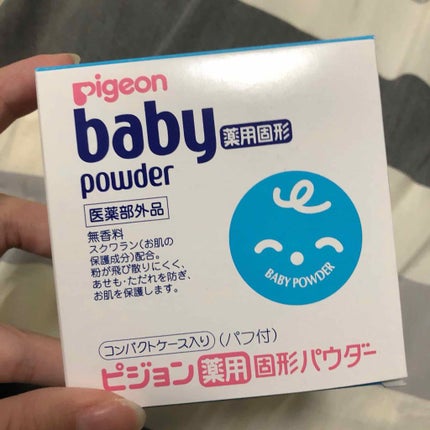 Pigeon
baby 薬用固形
powder
医薬部外品
無香料
スクワラン(お肌の
保護成分)配合。
粉が飛び散りにくく、
あせも・ただれを防ぎ、
お肌を保護します。
BABY POWDER
コンパクトケース入り (パフ付)
ピジョン薬用固形パウダー